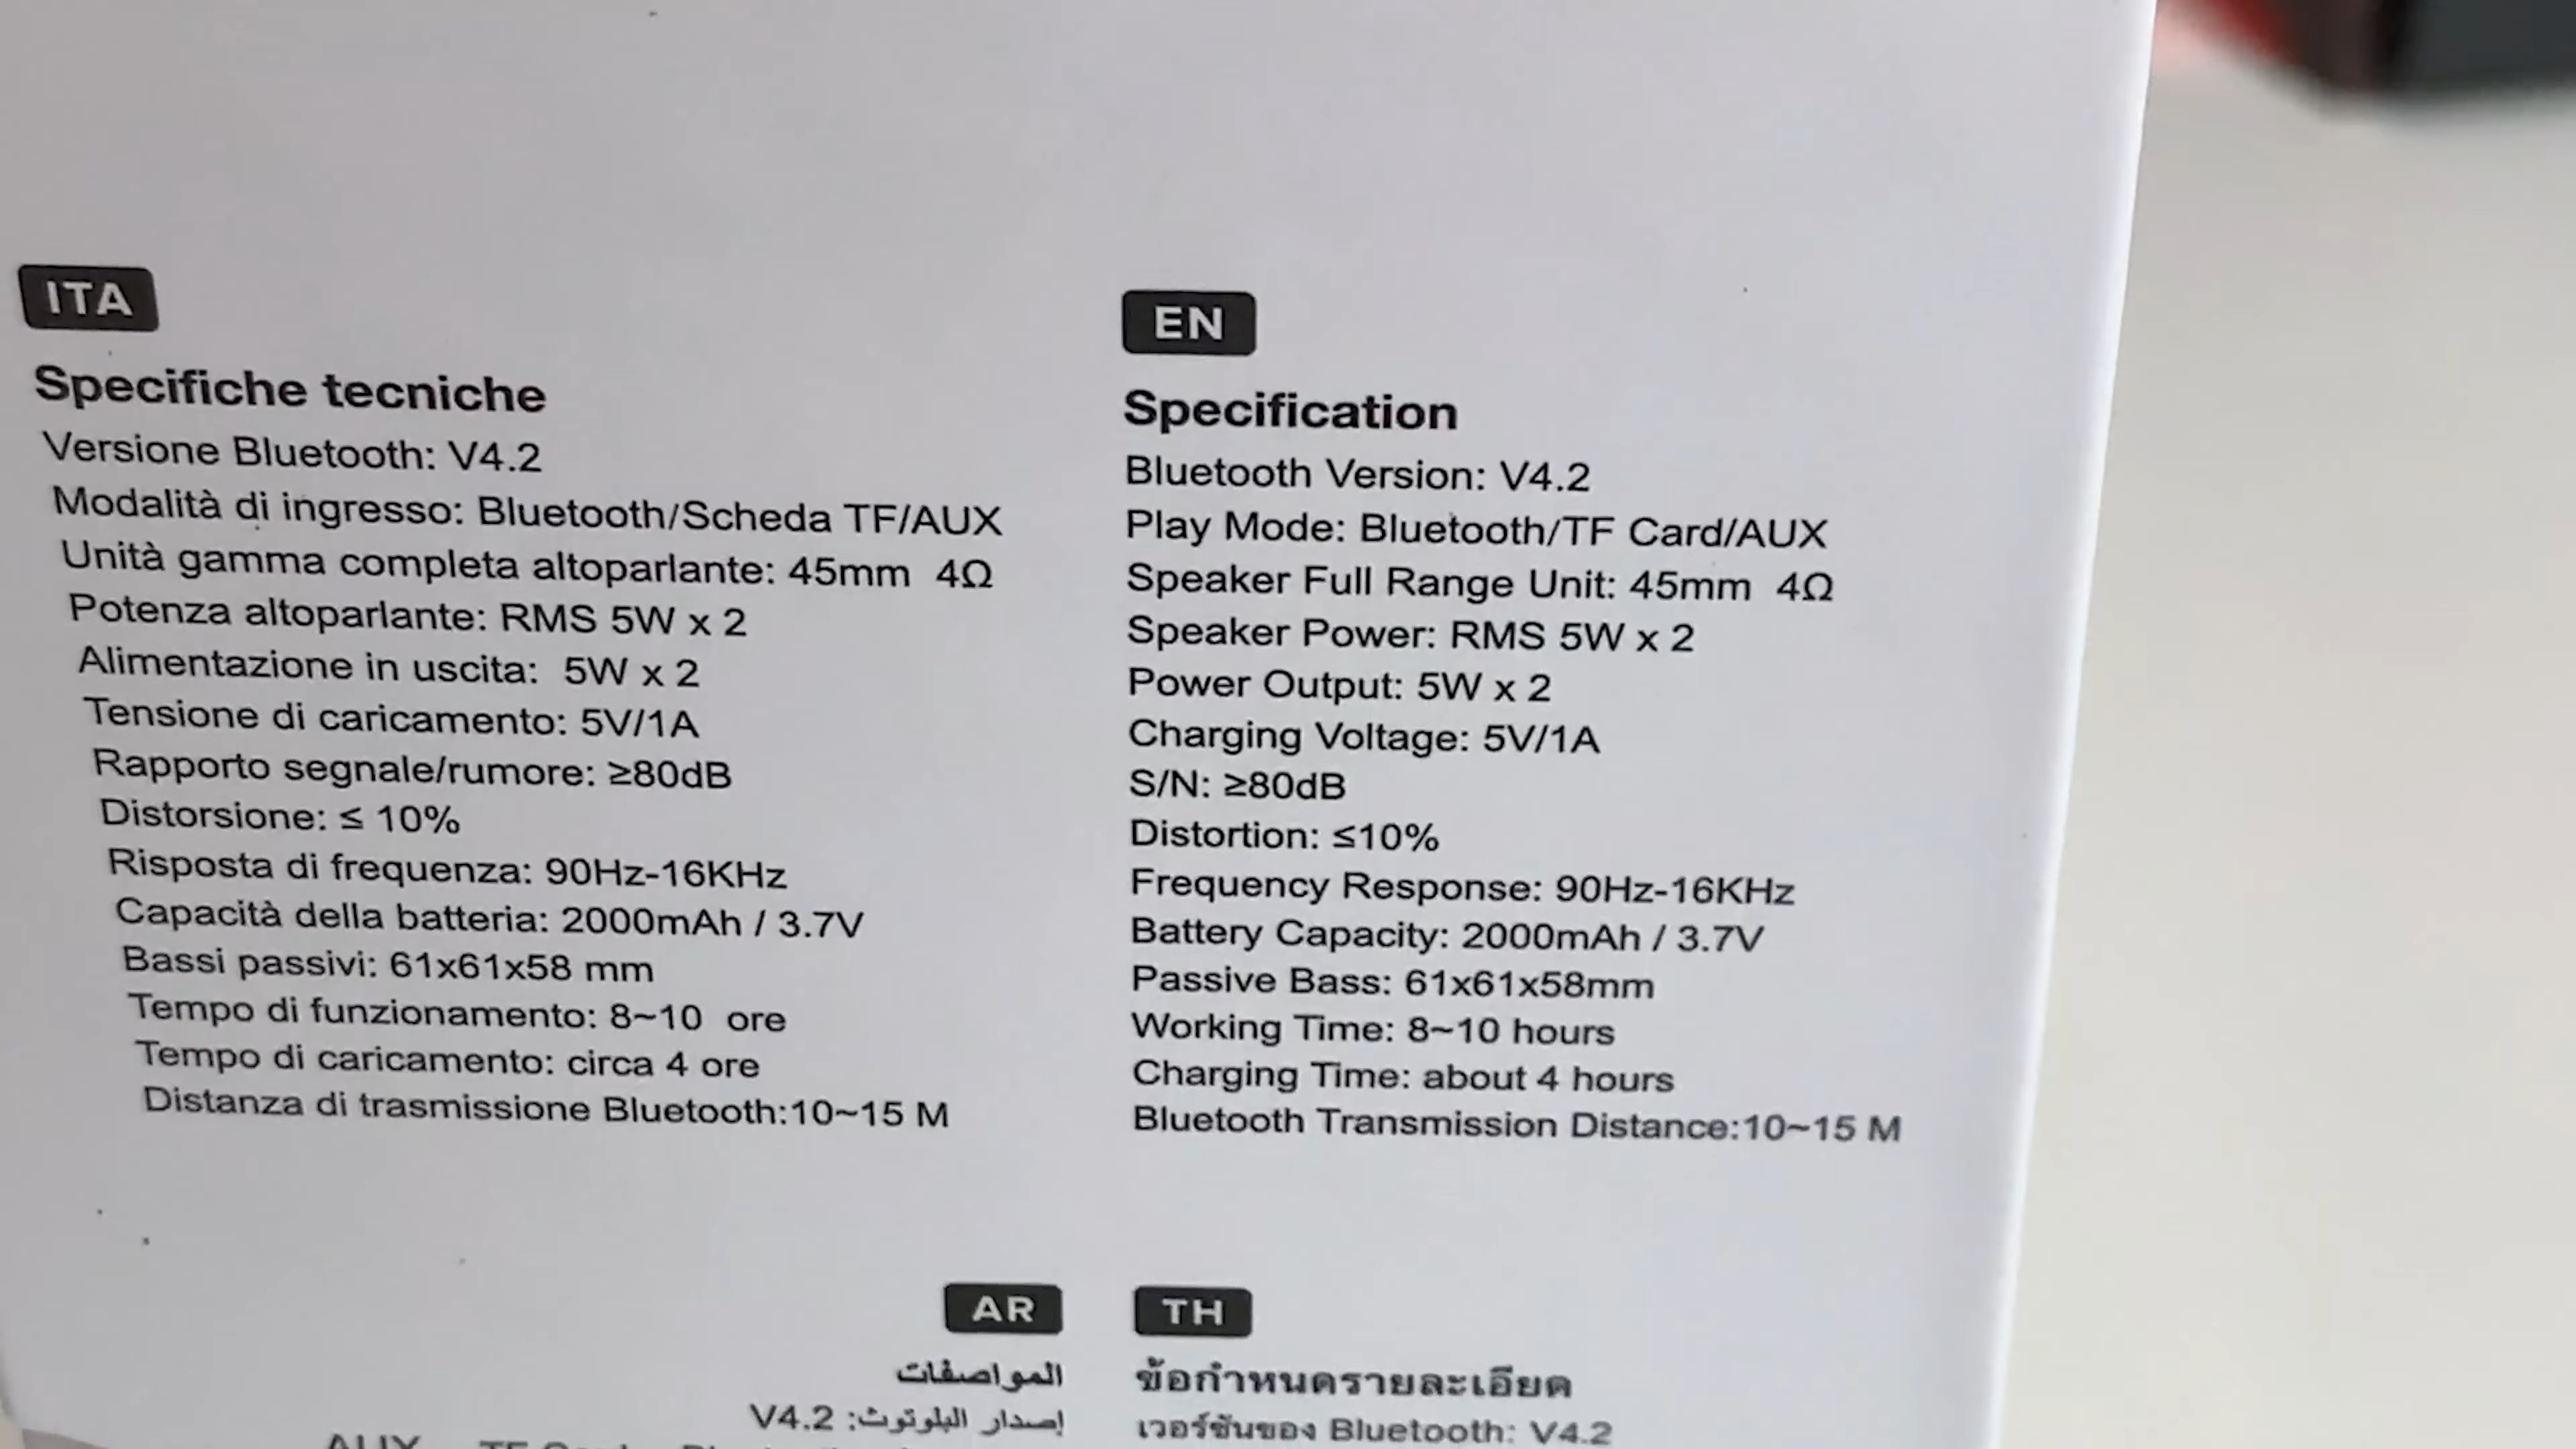 ITA
Specifiche tecniche
Versione Bluetooth: V4.2
Modalità di ingresso: Bluetooth/Scheda TF/AUX
Unità gamma completa altoparlante: 45mm 4Ω
Potenza altoparlante: RMS 5W x 2
Alimentazione in uscita: 5W x 2
Tensione di caricamento: 5V/1A
Rapporto segnale/rumore: ≥80dB
Distorsione: ≤ 10%
Risposta di frequenza: 90Hz-16KHz
Capacità della batteria: 2000mAh / 3.7V
Bassi passivi: 61x61x58 mm
Tempo di funzionamento: 8~10 ore
Tempo di caricamento: circa 4 ore
Distanza di trasmissione Bluetooth:10~15 M
EN
Specification
Bluetooth Version: V4.2
Play Mode: Bluetooth/TF Card/AUX
Speaker Full Range Unit: 45mm 4Ω
Speaker Power: RMS 5W x 2
Power Output: 5W x 2
Charging Voltage: 5V/1A
S/N: ≥80dB
Distortion: ≤10%
Frequency Response: 90Hz-16KHz
Battery Capacity: 2000mAh / 3.7V
Passive Bass: 61x61x58mm
Working Time: 8~10 hours
Charging Time: about 4 hours
Bluetooth Transmission Distance:10~15 M
AR
المواصفات
إصدار البلوتوث: V4.2
AUX
TH
ข้อกำหนดรายละเอียด
เวอร์ชันของ Bluetooth: V4.2